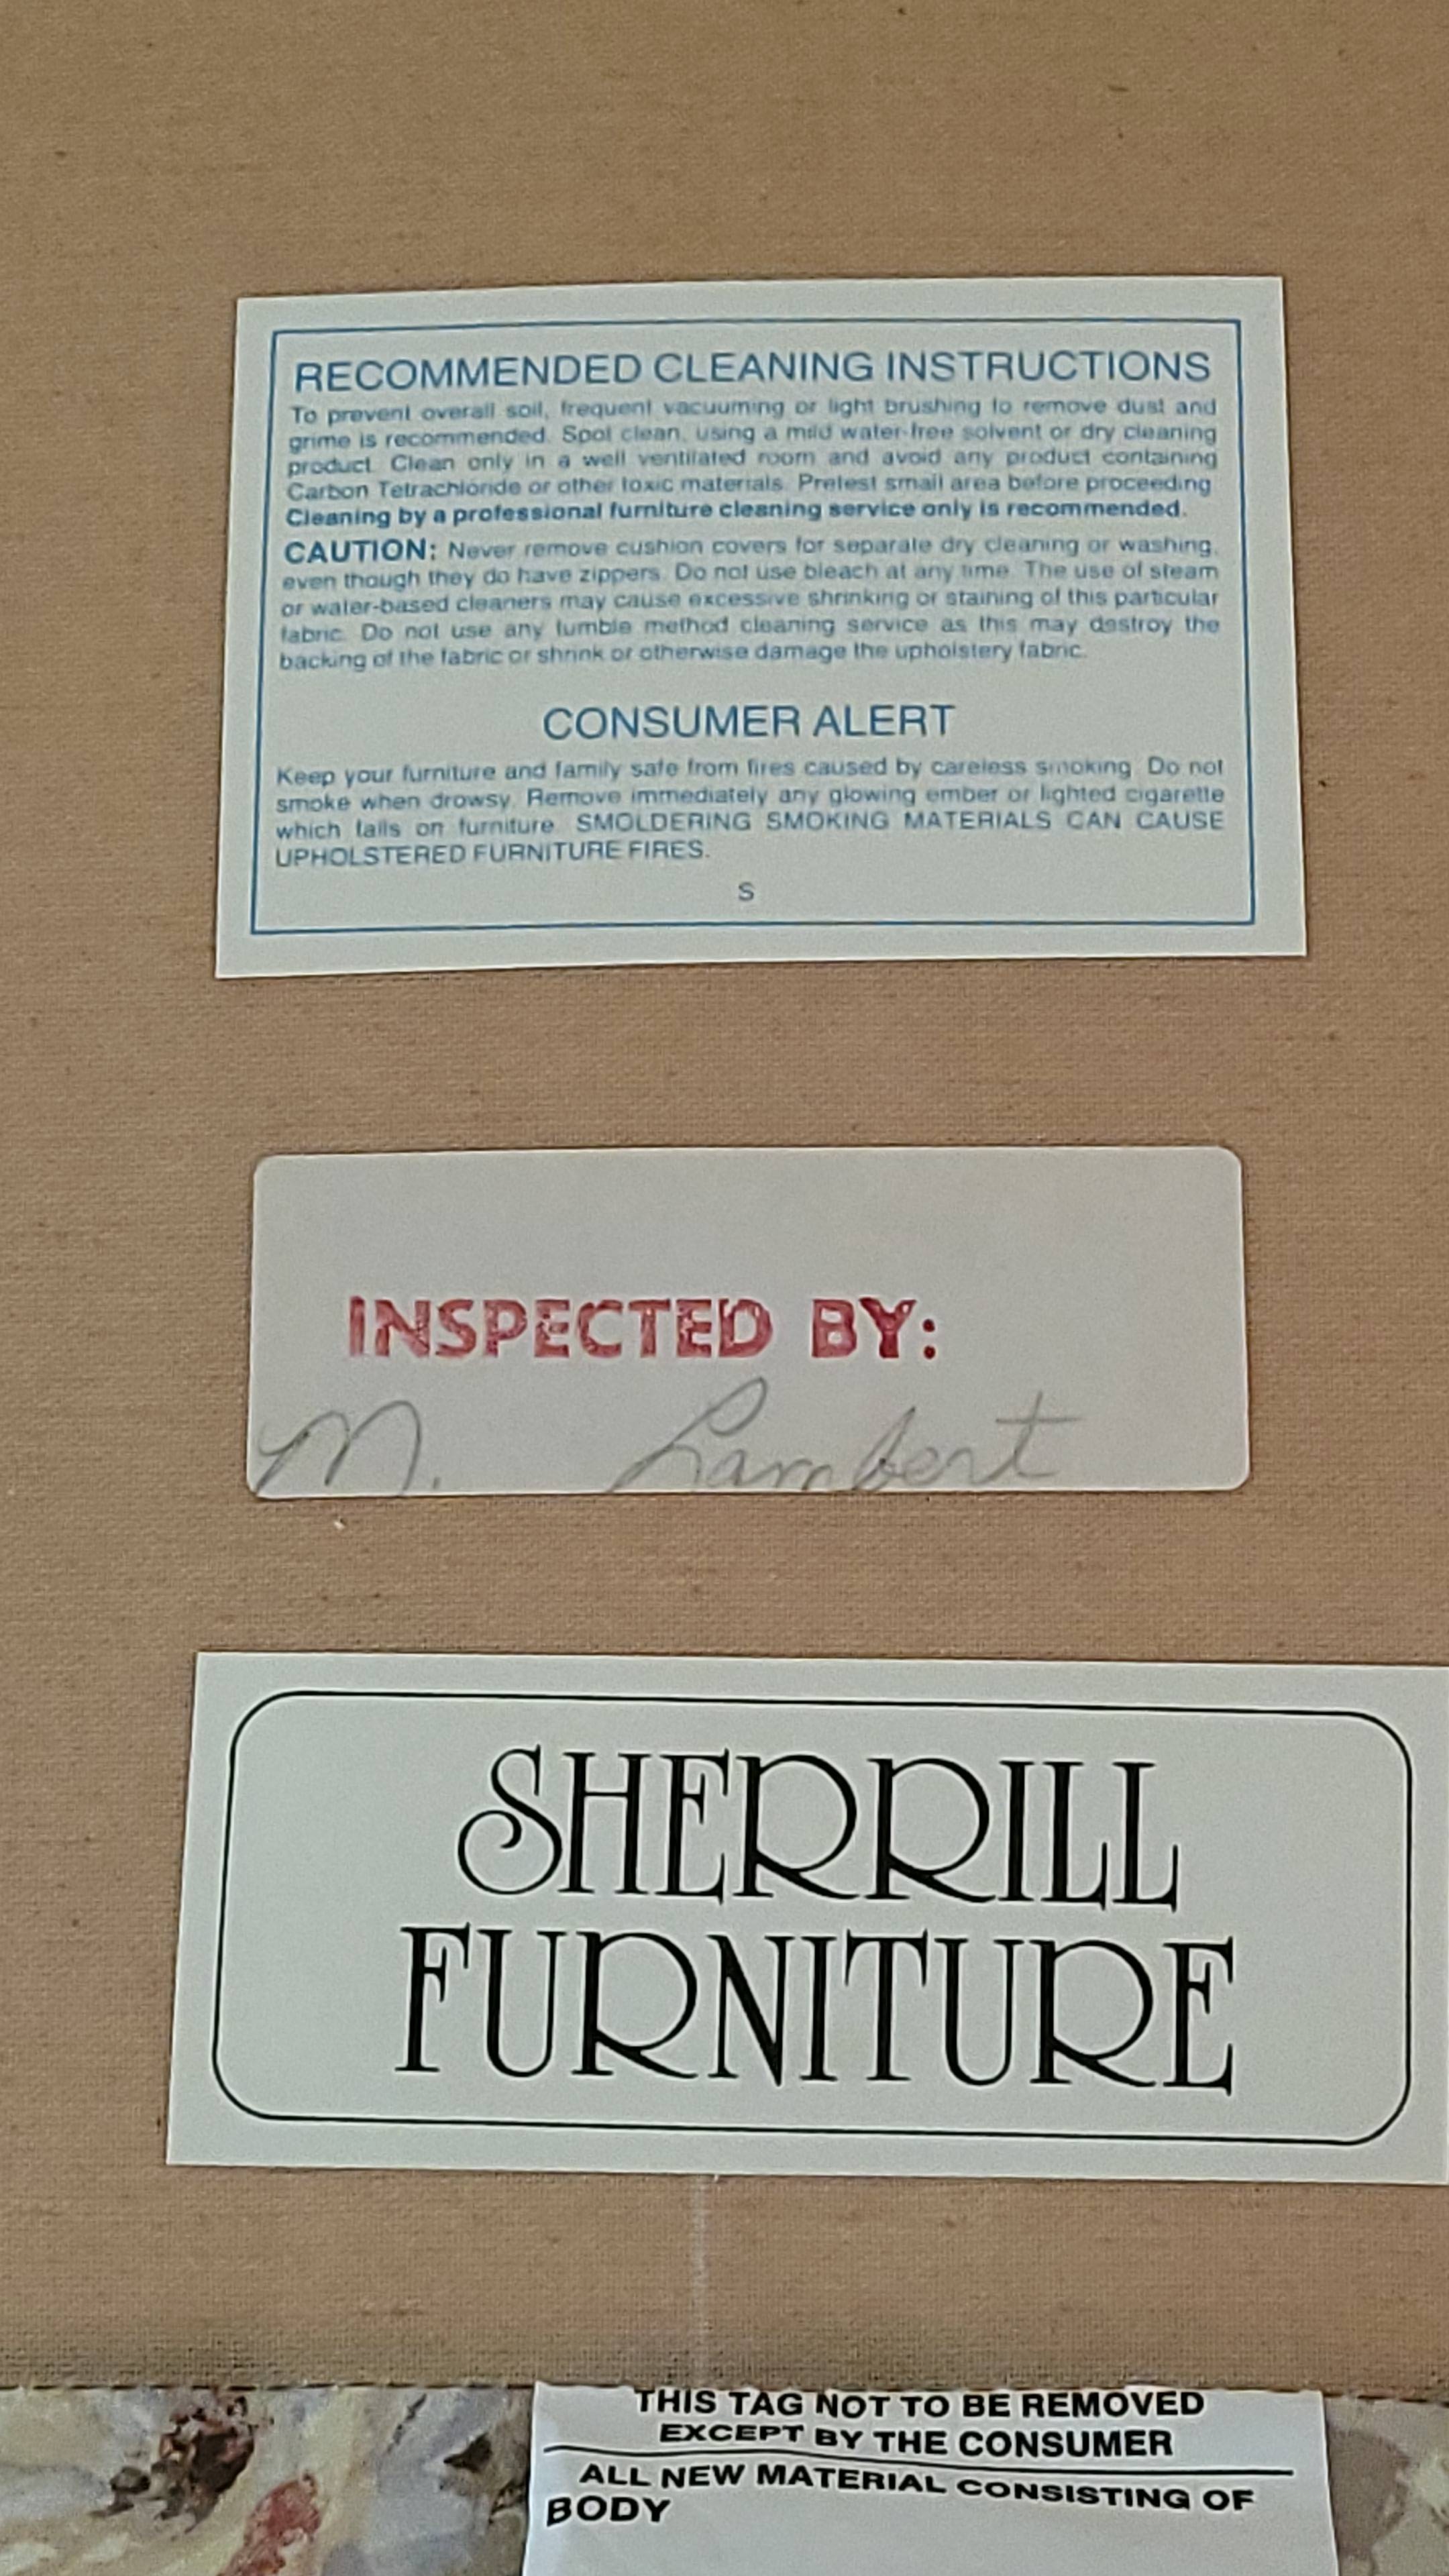 RECOMMENDED CLEANING INSTRUCTIONS
To prevent overall soil, frequent vacuuming or light brushing to remove dust and
grime is recommended. Spot clean, using a mild water-free solvent or dry cleaning
product. Clean only in a well ventilated room and avoid any product containing
Carbon Tetrachloride or other toxic materials. Pretest small area before proceeding.
Cleaning by a professional furniture cleaning service only is recommended.
CAUTION: Never remove cushion covers for separate dry cleaning or washing,
even though they do have zippers. Do not use bleach at any time. The use of steam
or water-based cleaners may cause excessive shrinking or staining of this particular
fabric. Do not use any tumble method cleaning service as this may destroy the
backing of the fabric or shrink or otherwise damage the upholstery fabric.
CONSUMER ALERT
Keep your furniture and family safe from fires caused by careless smoking. Do not
smoke when drowsy. Remove immediately any glowing ember or lighted cigarette
which falls on furniture. SMOLDERING SMOKING MATERIALS CAN CAUSE
UPHOLSTERED FURNITURE FIRES.
S
INSPECTED BY:
M. Lambert
SHERRILL
FURNITURE
THIS TAG NOT TO BE REMOVED
EXCEPT BY THE CONSUMER
ALL NEW MATERIAL CONSISTING OF
BODY